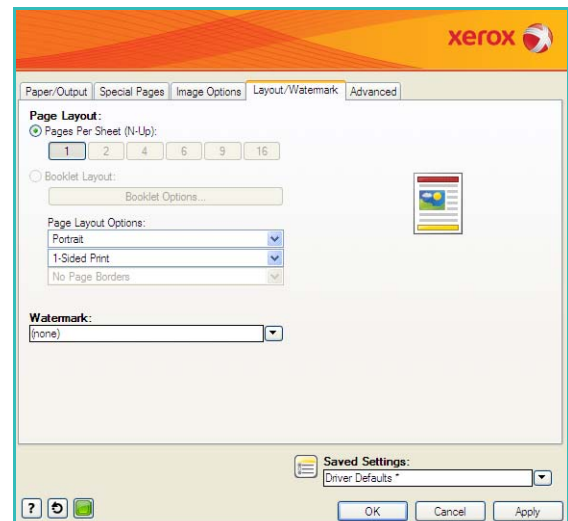 xerox
Paper/Output Special Pages Image Options Layout/Watermark Advanced
Page Layout:
Pages Per Sheet (N-Up):
1 2 4 6 9 16
Booklet Layout:
Booklet Options...
Page Layout Options:
Portrait
1-Sided Print
No Page Borders
Watermark:
(none)
Saved Settings:
Driver Defaults *
? OK Cancel Apply